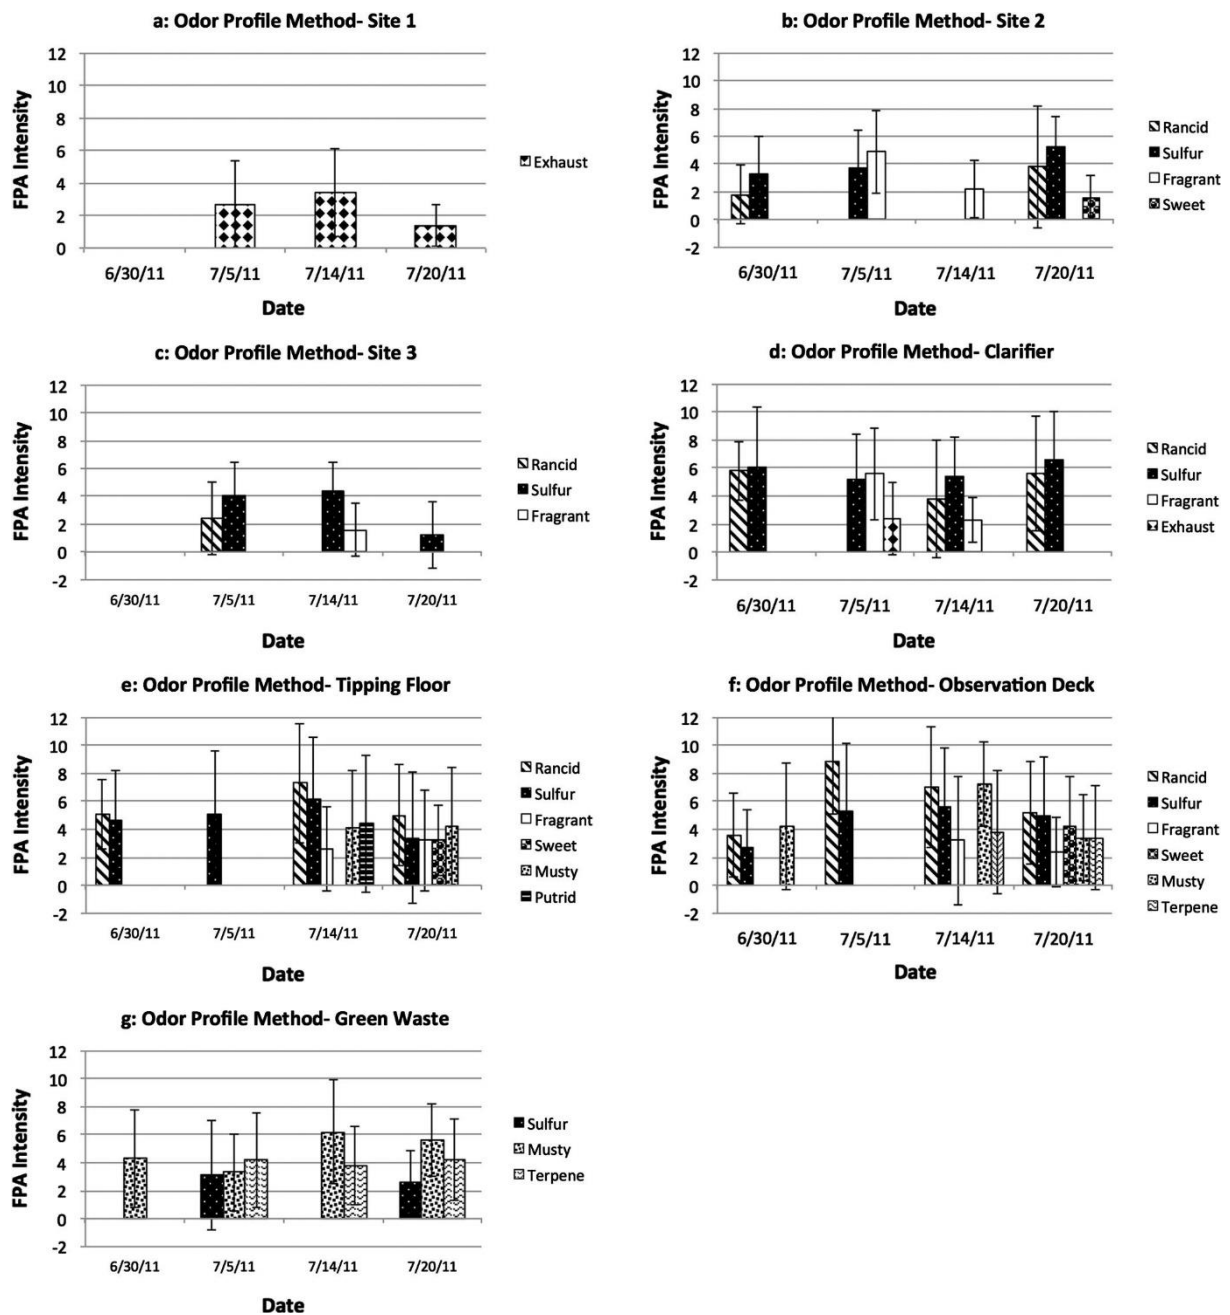 a: Odor Profile Method- Site 1
FPA Intensity
12
10
8
6
4
2
0
6/30/11 7/5/11 7/14/11 7/20/11
Date
Exhaust
b: Odor Profile Method- Site 2
FPA Intensity
12
10
8
6
4
2
0
-2
6/30/11 7/5/11 7/14/11 7/20/11
Date
Rancid
Sulfur
Fragrant
Sweet
c: Odor Profile Method- Site 3
FPA Intensity
12
10
8
6
4
2
0
-2
6/30/11 7/5/11 7/14/11 7/20/11
Date
Rancid
Sulfur
Fragrant
d: Odor Profile Method- Clarifier
FPA Intensity
12
10
8
6
4
2
0
-2
6/30/11 7/5/11 7/14/11 7/20/11
Date
Rancid
Sulfur
Fragrant
Exhaust
e: Odor Profile Method- Tipping Floor
FPA Intensity
12
10
8
6
4
2
0
-2
6/30/11 7/5/11 7/14/11 7/20/11
Date
Rancid
Sulfur
Fragrant
Sweet
Musty
Putrid
f: Odor Profile Method- Observation Deck
FPA Intensity
12
10
8
6
4
2
0
-2
6/30/11 7/5/11 7/14/11 7/20/11
Date
Rancid
Sulfur
Fragrant
Sweet
Musty
Terpene
g: Odor Profile Method- Green Waste
FPA Intensity
12
10
8
6
4
2
0
-2
6/30/11 7/5/11 7/14/11 7/20/11
Date
Sulfur
Musty
Terpene